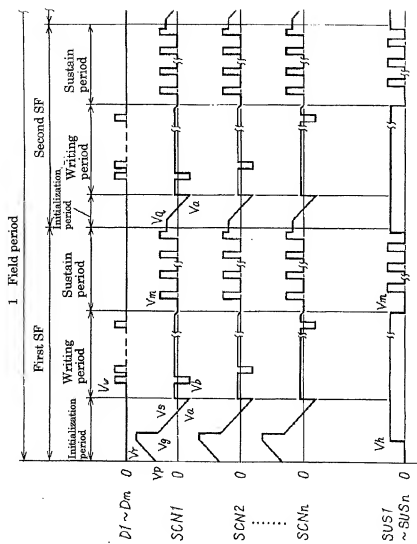 1 Field period
First SF
Second SF
Initialization period
Writing period
Sustain period
Initialization period
Writing period
Sustain period
D1~Dm
0
Vb
SCN1
Vp
0
Vr
Vg
Vs
Va
Vb
Vm
Vq
Va
SCN2
0
SCNn
0
SUS1
~SUSn
0
Vh
Vm